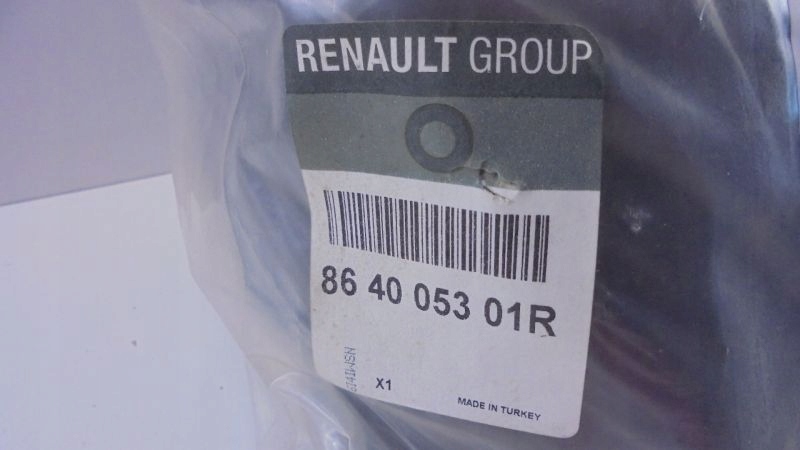 RENAULT GROUP
86 40 053 01R
X1
MADE IN TURKEY